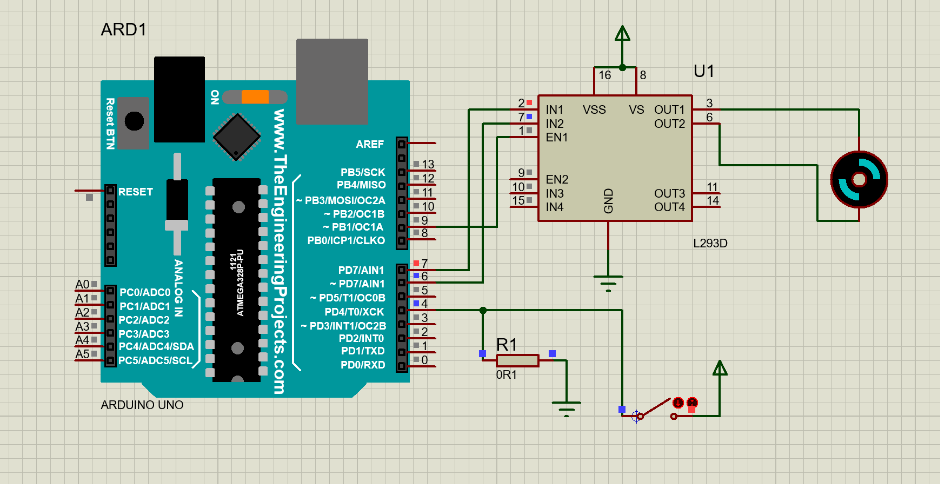 ARD1
Reset BTN
ON
www.TheEngineeringProjects.com
1121
ATMEGA328P-PU
RESET
ANALOG IN
A0 PC0/ADC0
A1 PC1/ADC1
A2 PC2/ADC2
A3 PC3/ADC3
A4 PC4/ADC4/SDA
A5 PC5/ADC5/SCL
AREF
PB5/SCK 13
PB4/MISO 12
~ PB3/MOSI/OC2A 11
~ PB2/OC1B 10
~ PB1/OC1A 9
PB0/ICP1/CLKO 8
PD7/AIN1 7
~ PD7/AIN1 6
~ PD5/T1/OC0B 5
PD4/T0/XCK 4
~ PD3/INT1/OC2B 3
PD2/INT0 2
PD1/TXD 1
PD0/RXD 0
ARDUINO UNO
U1
16 8
VSS VS
2 IN1
7 IN2
1 EN1
9 EN2
10 IN3
15 IN4
GND
OUT1 3
OUT2 6
OUT3 11
OUT4 14
L293D
R1
0R1